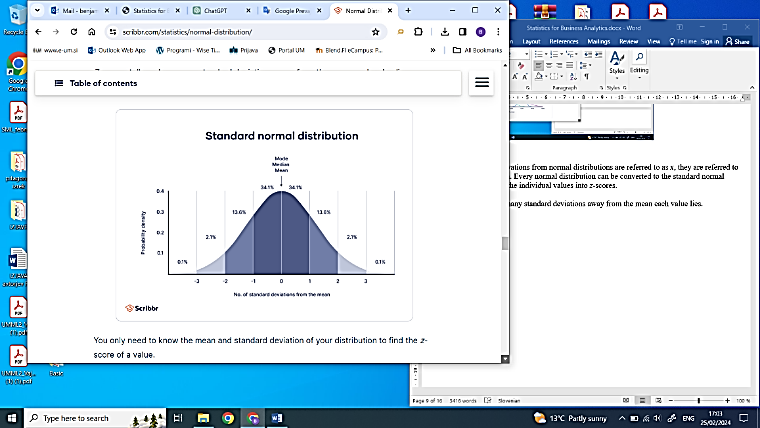 Mail - benja
Statistics for
ChatGPT
Google Prev
Normal Dist
scribbr.com/statistics/normal-distribution/
www.e-um.si
Outlook Web App
Programi - Wise Ti...
Prijava
Portal UM
Blend FleCampus: P...
All Bookmarks
Table of contents
Standard normal distribution
Mode
Median
Mean
34.1% 34.1%
13.6% 13.6%
2.1% 2.1%
0.1% 0.1%
Probability density
0.4
0.3
0.2
0.1
-3 -2 -1 0 1 2 3
No. of standard deviations from the mean
Scribbr
You only need to know the mean and standard deviation of your distribution to find the z-
score of a value.
Statistics for Business Analytics.docx - Word
Layout References Mailings Review View Tell me Sign in Share
Styles
Editing
Paragraph
Styles
ations from normal distributions are referred to as x, they are referred to
. Every normal distribution can be converted to the standard normal
he individual values into z-scores.
any standard deviations away from the mean each value lies.
Page 9 of 16 3416 words Slovenian
100 %
Type here to search
13°C Partly sunny
ENG
17:03
25/02/2024